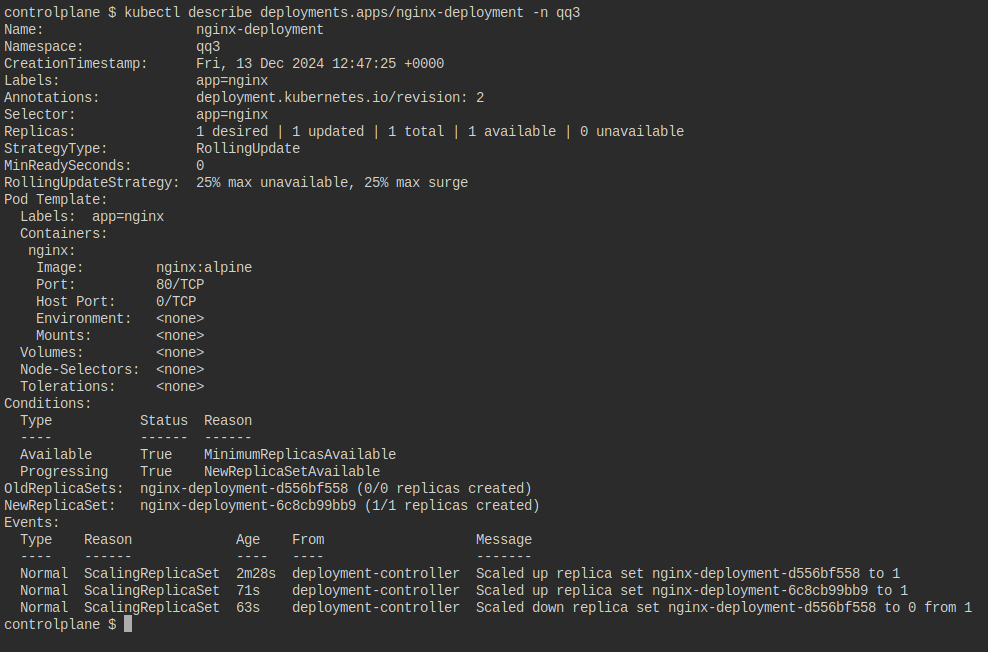 controlplane $ kubectl describe deployments.apps/nginx-deployment -n qq3
Name:                   nginx-deployment
Namespace:              qq3
CreationTimestamp:      Fri, 13 Dec 2024 12:47:25 +0000
Labels:                 app=nginx
Annotations:            deployment.kubernetes.io/revision: 2
Selector:               app=nginx
Replicas:               1 desired | 1 updated | 1 total | 1 available | 0 unavailable
StrategyType:           RollingUpdate
MinReadySeconds:        0
RollingUpdateStrategy:  25% max unavailable, 25% max surge
Pod Template:
  Labels:  app=nginx
  Containers:
   nginx:
    Image:         nginx:alpine
    Port:          80/TCP
    Host Port:     0/TCP
    Environment:   <none>
    Mounts:        <none>
  Volumes:         <none>
  Node-Selectors:  <none>
  Tolerations:     <none>
Conditions:
  Type           Status  Reason
  ----           ------  ------
  Available      True    MinimumReplicasAvailable
  Progressing    True    NewReplicaSetAvailable
OldReplicaSets:  nginx-deployment-d556bf558 (0/0 replicas created)
NewReplicaSet:   nginx-deployment-6c8cb99bb9 (1/1 replicas created)
Events:
  Type    Reason             Age    From                   Message
  ----    ------             ----   ----                   -------
  Normal  ScalingReplicaSet  2m28s  deployment-controller  Scaled up replica set nginx-deployment-d556bf558 to 1
  Normal  ScalingReplicaSet  71s    deployment-controller  Scaled up replica set nginx-deployment-6c8cb99bb9 to 1
  Normal  ScalingReplicaSet  63s    deployment-controller  Scaled down replica set nginx-deployment-d556bf558 to 0 from 1
controlplane $